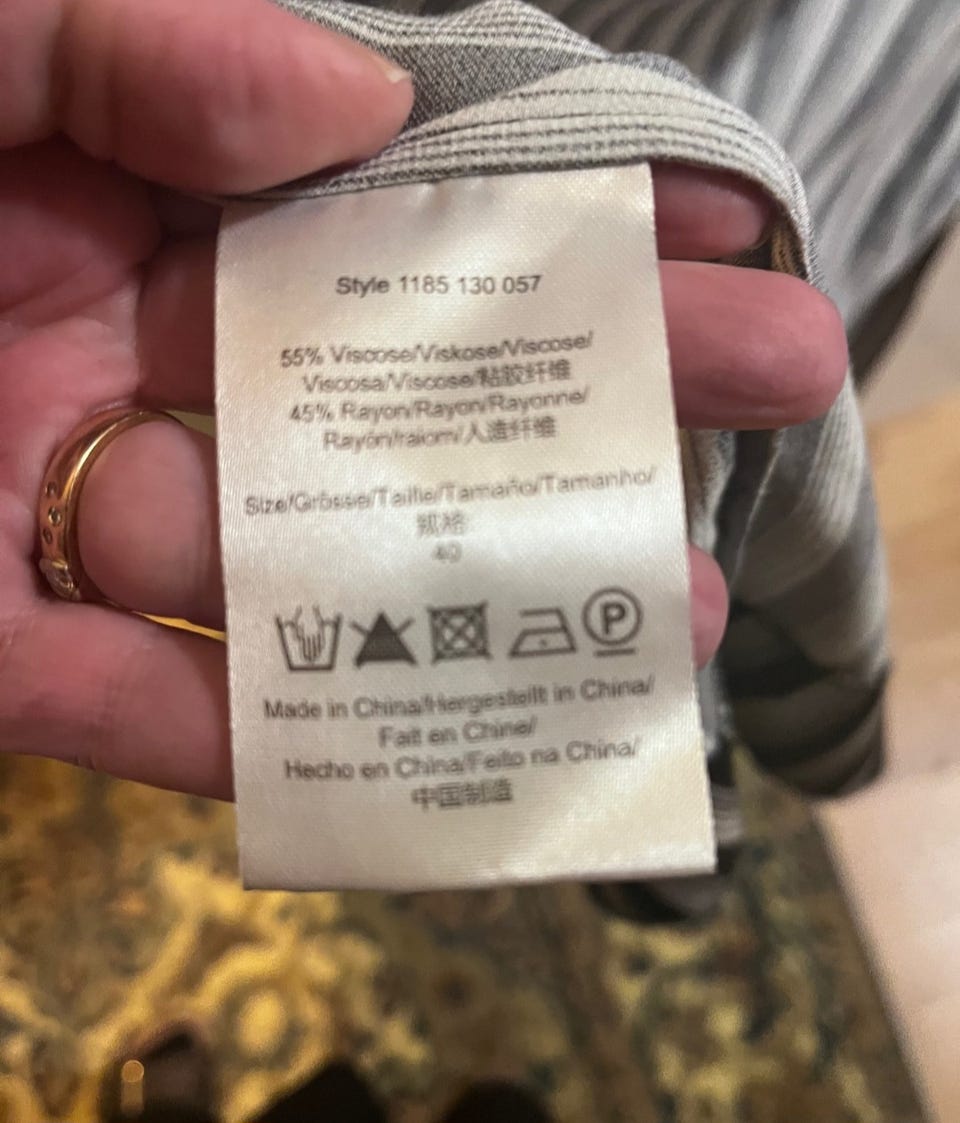 Style 1185 130 057
55% Viscose/Viskose/Viscose/
Viscosa/Viscose/粘胶纤维
45% Rayon/Rayon/Rayonne/
Rayón/raiom/人造纤维
Size/Grösse/Taille/Tamaño/Tamanho/
规格
40
P
Made in China/Hergestellt in China/
Fait en Chine/
Hecho en China/Feito na China/
中国制造